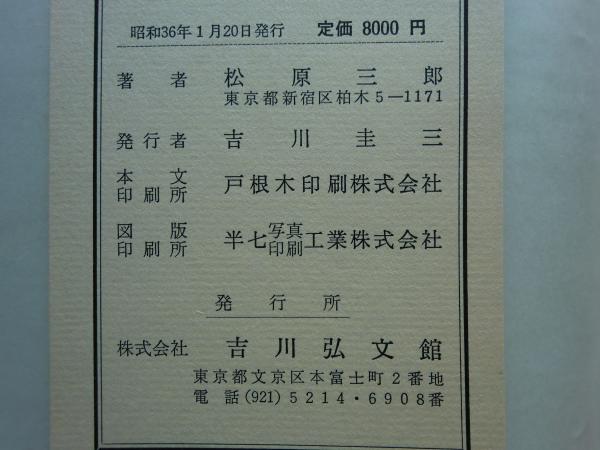 昭和36年1月20日発行 定価 8000 円
著者 松原三郎
東京都新宿区柏木5―1171
発行者 吉川圭三
本文印刷所 戸根木印刷株式会社
図版印刷所 半七写真印刷工業株式会社
発行所
株式会社 吉川弘文館
東京都文京区本富士町2番地
電話(921)5214・6908番